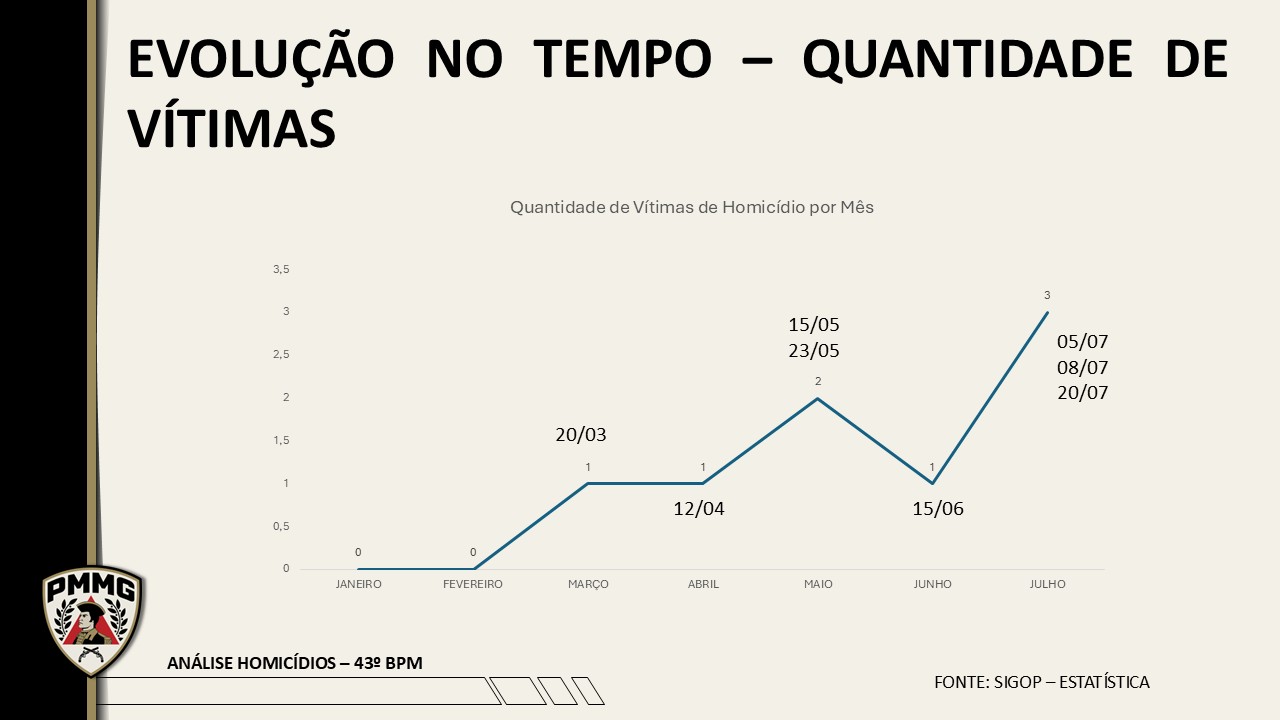 EVOLUÇÃO NO TEMPO – QUANTIDADE DE
VÍTIMAS
Quantidade de Vítimas de Homicídio por Mês
3,5
3
2,5
2
1,5
1
0,5
0
0
0
1
20/03
1
12/04
15/05
23/05
2
1
15/06
3
05/07
08/07
20/07
JANEIRO
FEVEREIRO
MARÇO
ABRIL
MAIO
JUNHO
JULHO
PMMG
ANÁLISE HOMICÍDIOS – 43º BPM
FONTE: SIGOP – ESTATÍSTICA